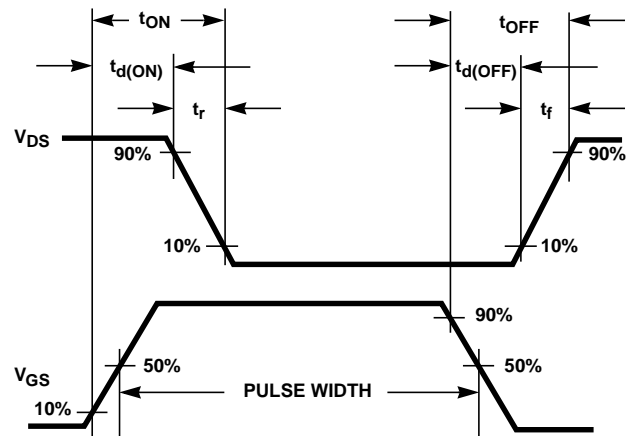 tON tOFF
td(ON) td(OFF)
tr tf
VDS
90% 90%
10% 10%
90%
VGS 50% 50%
PULSE WIDTH
10%